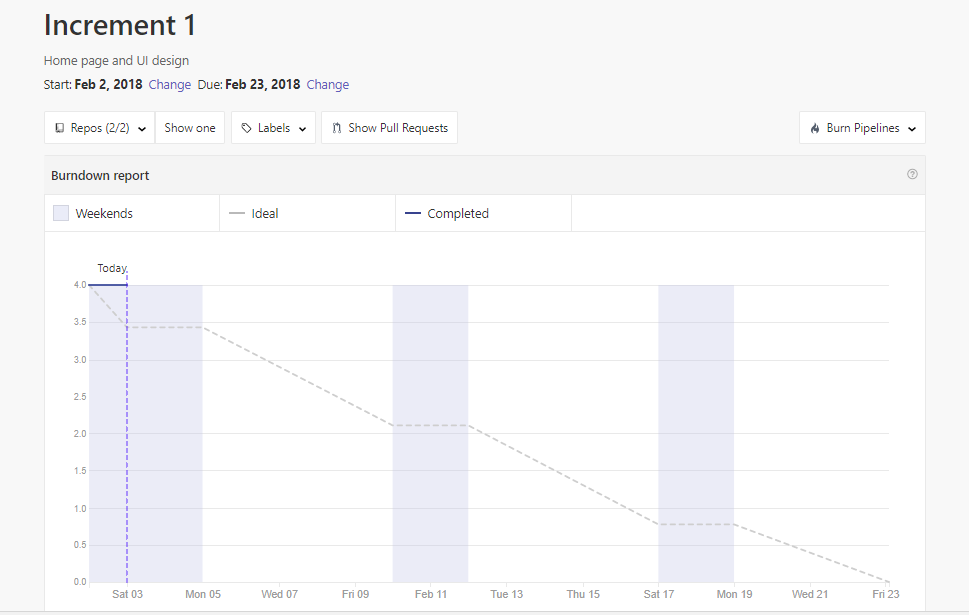 Increment 1
Home page and UI design
Start: Feb 2, 2018 Change Due: Feb 23, 2018 Change
Repos (2/2) Show one Labels Show Pull Requests Burn Pipelines
Burndown report
Weekends Ideal Completed
Today
4.0
3.5
3.0
2.5
2.0
1.5
1.0
0.5
0.0
Sat 03 Mon 05 Wed 07 Fri 09 Feb 11 Tue 13 Thu 15 Sat 17 Mon 19 Wed 21 Fri 23